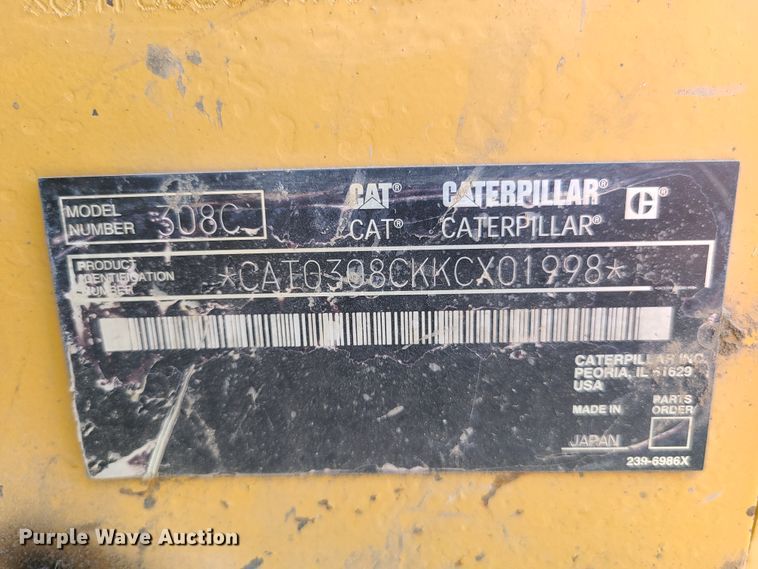 MODEL NUMBER 308C
CAT® CATERPILLAR®
CAT® CATERPILLAR® C
PRODUCT IDENTIFICATION NUMBER *CAT0308CKKCX01998*
CATERPILLAR INC.
PEORIA, IL 61629
USA
MADE IN PARTS ORDER
JAPAN
239-6986X
Purple Wave Auction